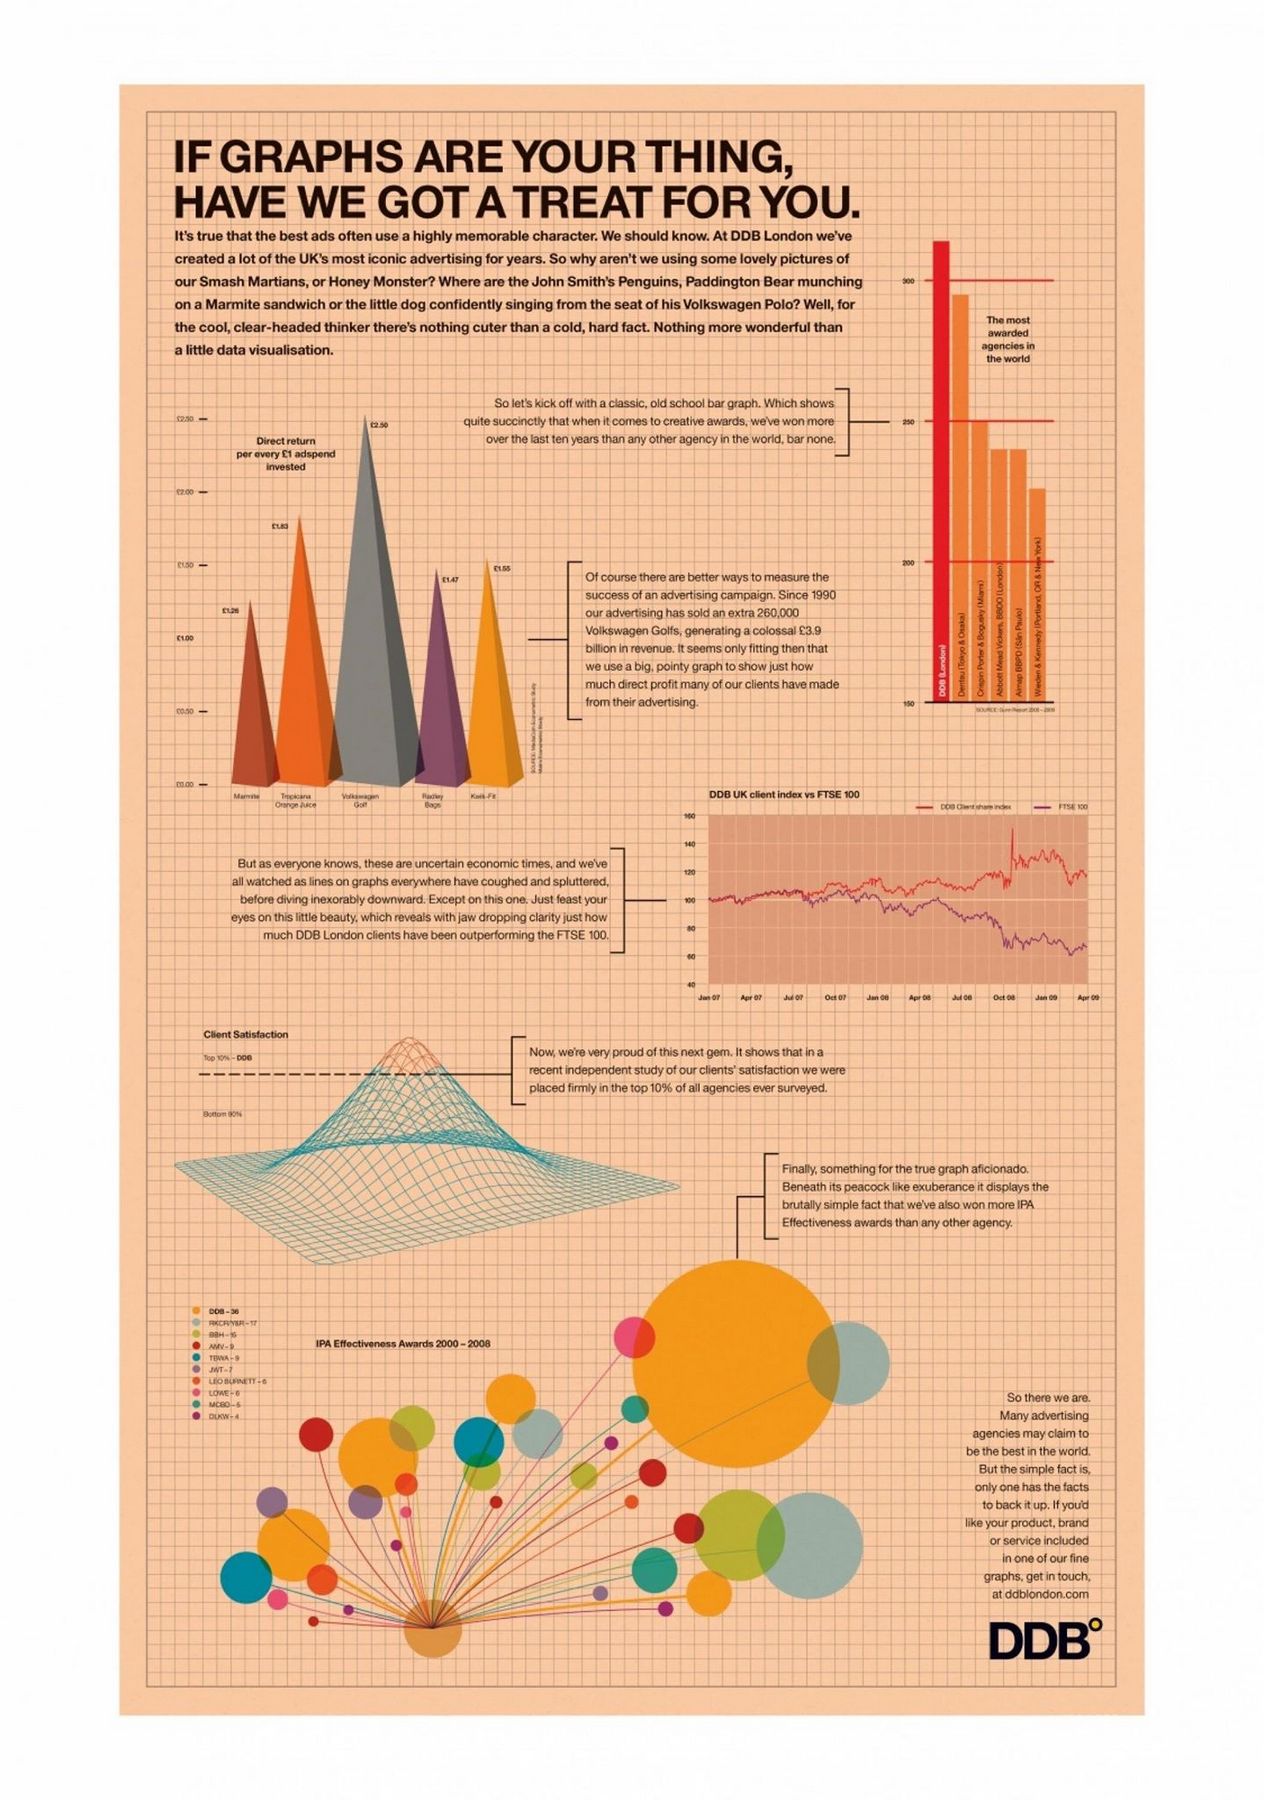 IF GRAPHS ARE YOUR THING,
HAVE WE GOT A TREAT FOR YOU.
It's true that the best ads often use a highly memorable character. We should know. At DDB London we've
created a lot of the UK's most iconic advertising for years. So why aren't we using some lovely pictures of
our Smash Martians, or Honey Monster? Where are the John Smith's Penguins, Paddington Bear munching
on a Marmite sandwich or the little dog confidently singing from the seat of his Volkswagen Polo? Well, for
the cool, clear-headed thinker there's nothing cuter than a cold, hard fact. Nothing more wonderful than
a little data visualisation.
300
The most
awarded
agencies in
the world
250
200
150
DDB (London)
Dentsu (Tokyo & Osaka)
Crispin Porter & Bogusky (Miami)
Abbott Mead Vickers, BBDO (London)
Almap BBPO (São Paulo)
Wieden & Kennedy (Portland, OR & New York)
SOURCE: Gunn Report
So let's kick off with a classic, old school bar graph. Which shows
quite succinctly that when it comes to creative awards, we've won more
over the last ten years than any other agency in the world, bar none.
Direct return
per every £1 adspend
invested
£2.50
£2.00
£1.50
£1.00
£0.50
£0.00
£1.26
£1.83
£2.50
£1.47
£1.55
Marmite
Tropicana
Orange Juice
Volkswagen
Golf
Radley
Bags
Kwik-Fit
SOURCE: MediaCom Econometric Study
Econometric Study
Of course there are better ways to measure the
success of an advertising campaign. Since 1990
our advertising has sold an extra 260,000
Volkswagen Golfs, generating a colossal £3.9
billion in revenue. It seems only fitting then that
we use a big, pointy graph to show just how
much direct profit many of our clients have made
from their advertising.
DDB UK client index vs FTSE 100
DDB Client share index
FTSE 100
160
140
120
100
80
60
40
Jan 07 Apr 07 Jul 07 Oct 07 Jan 08 Apr 08 Jul 08 Oct 08 Jan 09 Apr 09
But as everyone knows, these are uncertain economic times, and we've
all watched as lines on graphs everywhere have coughed and spluttered,
before diving inexorably downward. Except on this one. Just feast your
eyes on this little beauty, which reveals with jaw dropping clarity just how
much DDB London clients have been outperforming the FTSE 100.
Client Satisfaction
Top 10% – DDB
Bottom 90%
Now, we're very proud of this next gem. It shows that in a
recent independent study of our clients' satisfaction we were
placed firmly in the top 10% of all agencies ever surveyed.
Finally, something for the true graph aficionado.
Beneath its peacock like exuberance it displays the
brutally simple fact that we've also won more IPA
Effectiveness awards than any other agency.
DDB – 36
RKCR/Y&R – 17
BBH – 15
AMV – 9
TBWA – 9
JWT – 7
LEO BURNETT – 6
LOWE – 6
MCBD – 5
DLKW – 4
IPA Effectiveness Awards 2000 – 2008
So there we are.
Many advertising
agencies may claim to
be the best in the world.
But the simple fact is,
only one has the facts
to back it up. If you'd
like your product, brand
or service included
in one of our fine
graphs, get in touch,
at ddblondon.com
DDB